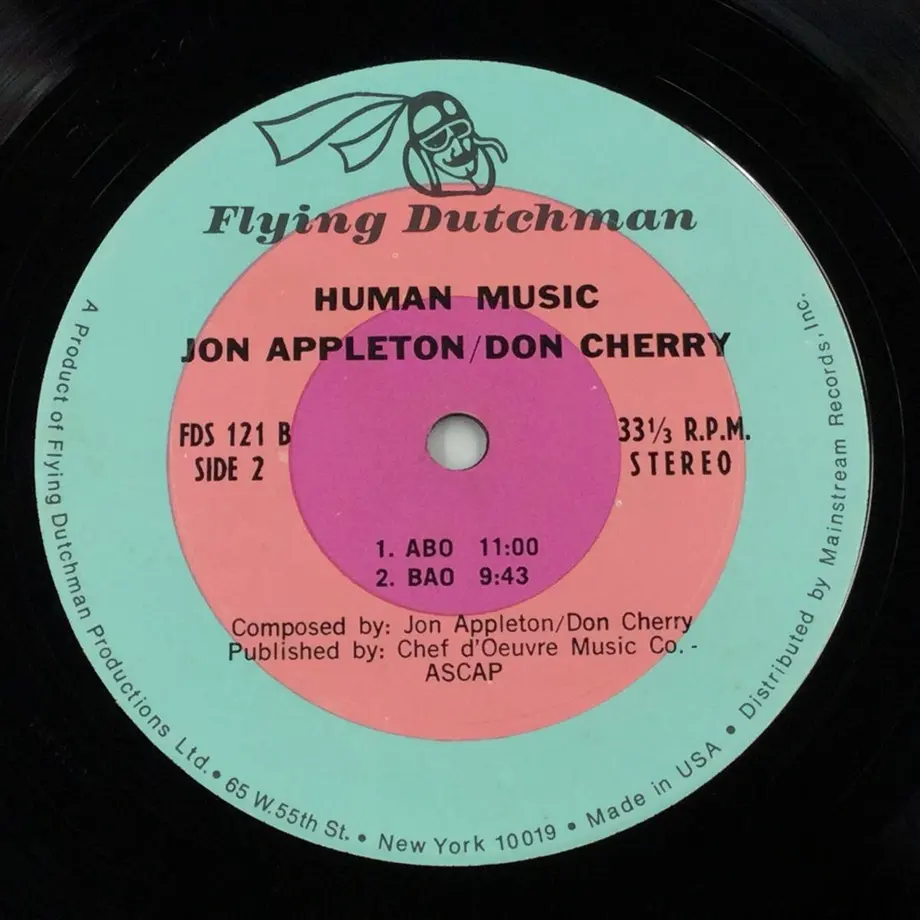 Flying Dutchman
HUMAN MUSIC
JON APPLETON/DON CHERRY
FDS 121 B
SIDE 2
33⅓ R.P.M.
STEREO
1. ABO 11:00
2. BAO 9:43
Composed by: Jon Appleton/Don Cherry
Published by: Chef d'Oeuvre Music Co. -
ASCAP
A Product of Flying Dutchman Productions Ltd. • 65 W. 55th St. • New York 10019 • Made in USA • Distributed by Mainstream Records, Inc.